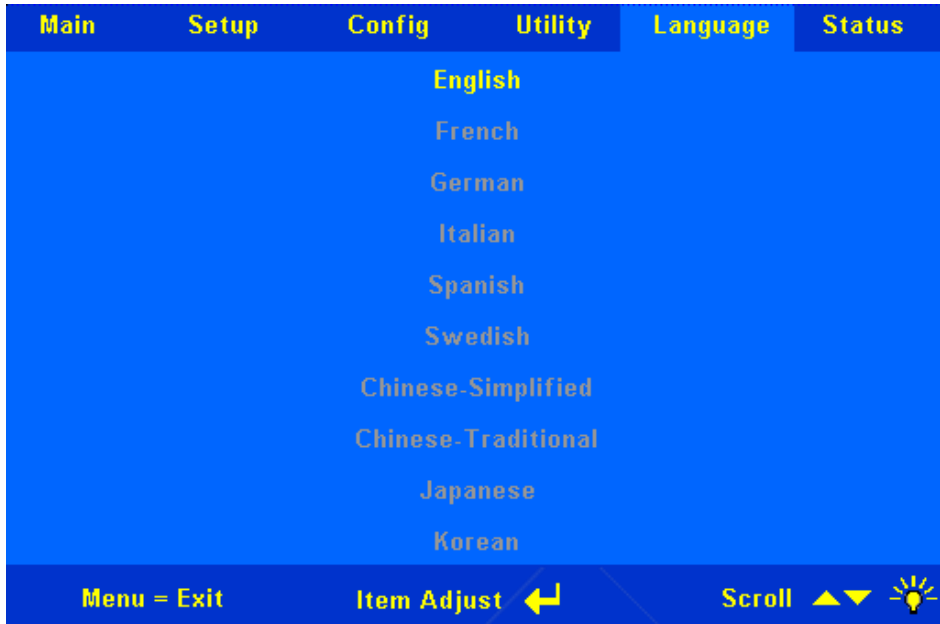 Main Setup Config Utility Language Status
English
French
German
Italian
Spanish
Swedish
Chinese-Simplified
Chinese-Traditional
Japanese
Korean
Menu = Exit Item Adjust Scroll